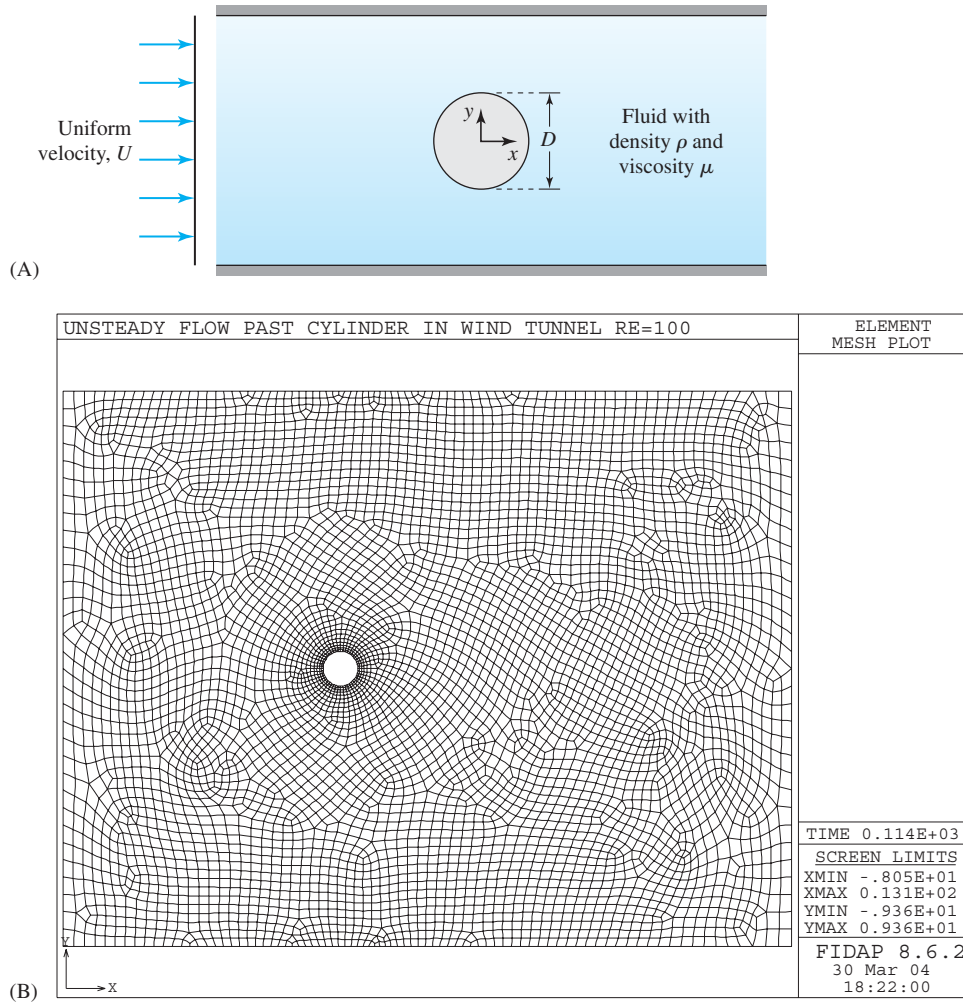 Uniform
velocity, U
y
x
D
Fluid with
density ρ and
viscosity μ
(A)
UNSTEADY FLOW PAST CYLINDER IN WIND TUNNEL RE=100
ELEMENT
MESH PLOT
TIME 0.114E+03
SCREEN LIMITS
XMIN -.805E+01
XMAX 0.131E+02
YMIN -.936E+01
YMAX 0.936E+01
FIDAP 8.6.2
30 Mar 04
18:22:00
Y
X
(B)